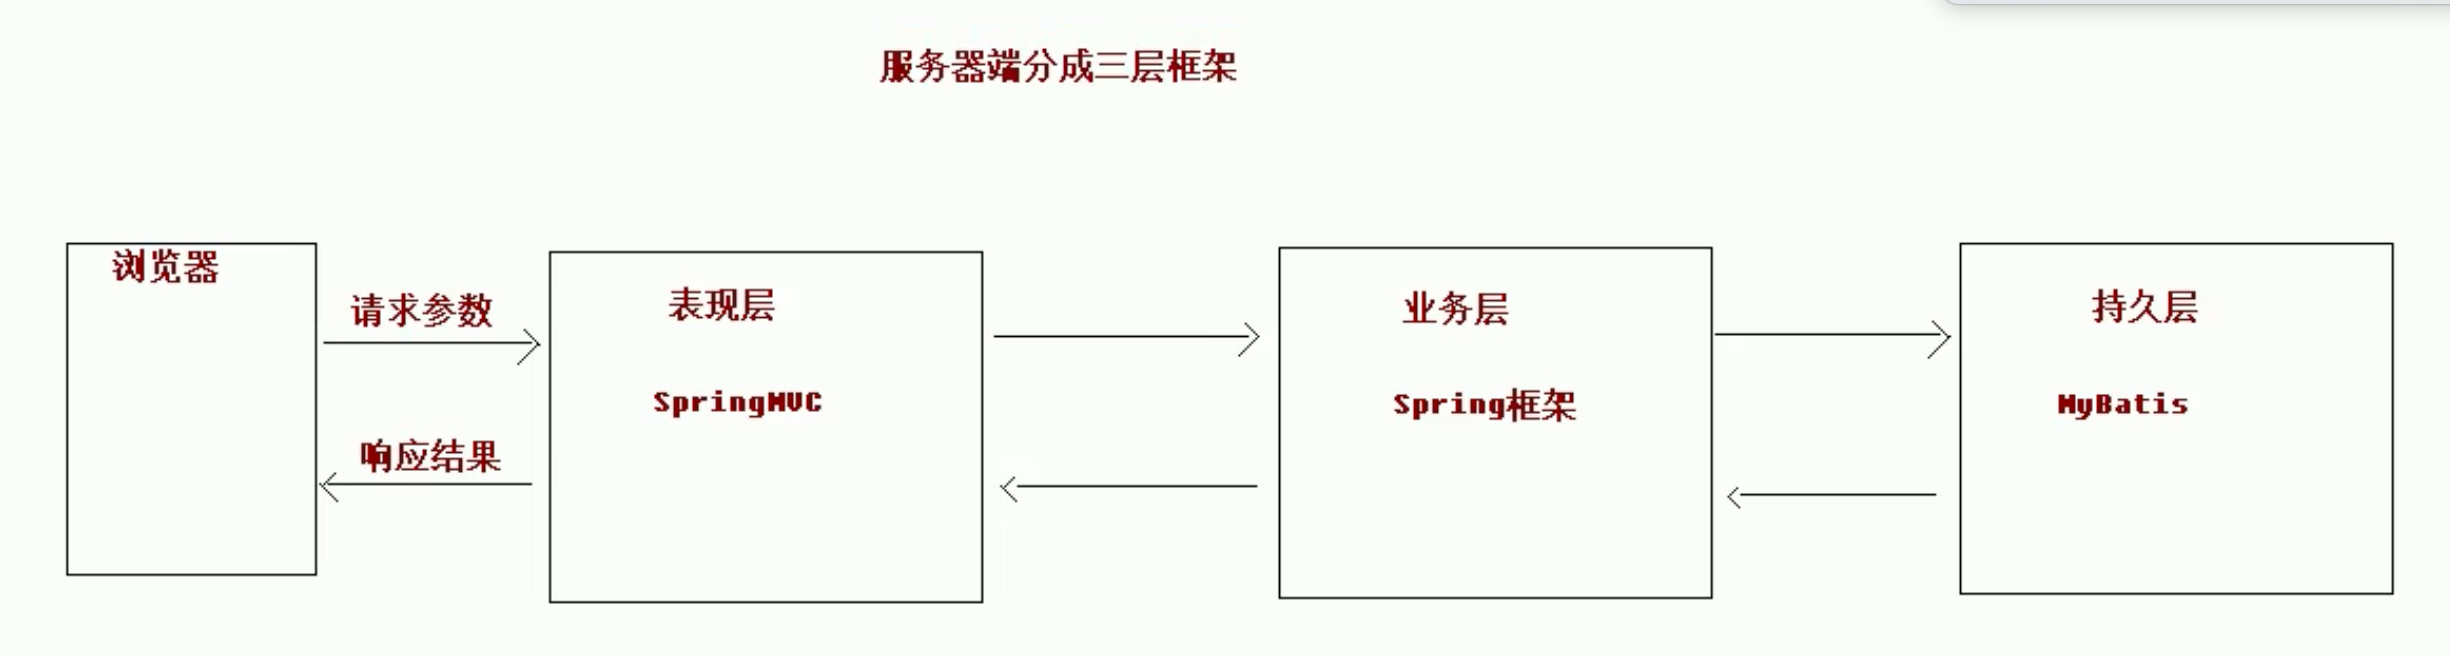 服务器端分成三层框架
浏览器
请求参数
响应结果
表现层
SpringMVC
业务层
Spring框架
持久层
MyBatis